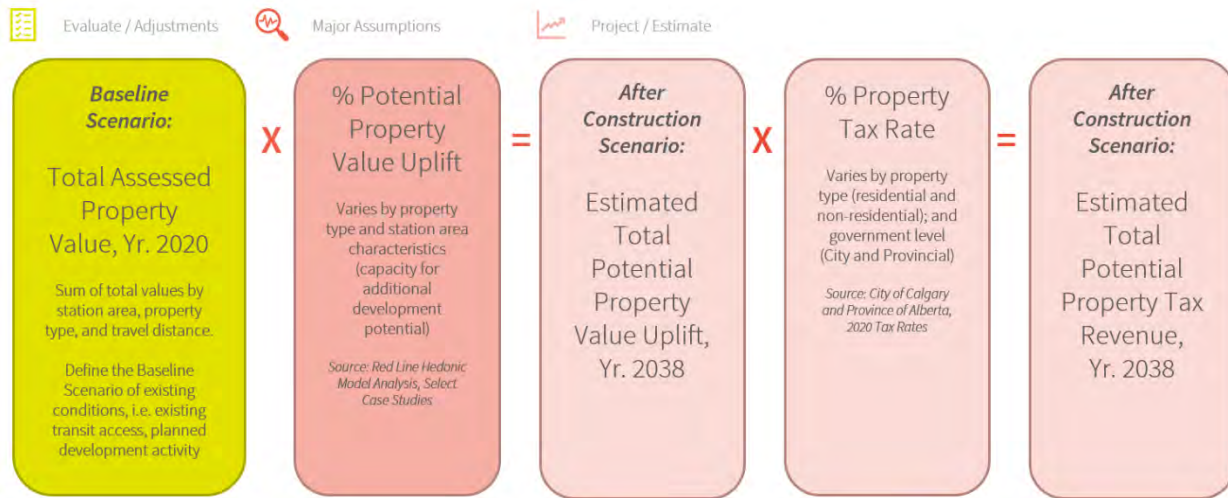 Evaluate / Adjustments
Major Assumptions
Project / Estimate
Baseline
Scenario:
Total Assessed
Property
Value, Yr. 2020
Sum of total values by
station area, property
type, and travel distance.
Define the Baseline
Scenario of existing
conditions, i.e. existing
transit access, planned
development activity
X
% Potential
Property
Value Uplift
Varies by property
type and station area
characteristics
(capacity for
additional
development
potential)
Source: Red Line Hedonic
Model Analysis, Select
Case Studies
=
After
Construction
Scenario:
Estimated
Total
Potential
Property
Value Uplift,
Yr. 2038
X
% Property
Tax Rate
Varies by property
type (residential and
non-residential); and
government level
(City and Provincial)
Source: City of Calgary
and Province of Alberta,
2020 Tax Rates
=
After
Construction
Scenario:
Estimated
Total
Potential
Property Tax
Revenue,
Yr. 2038